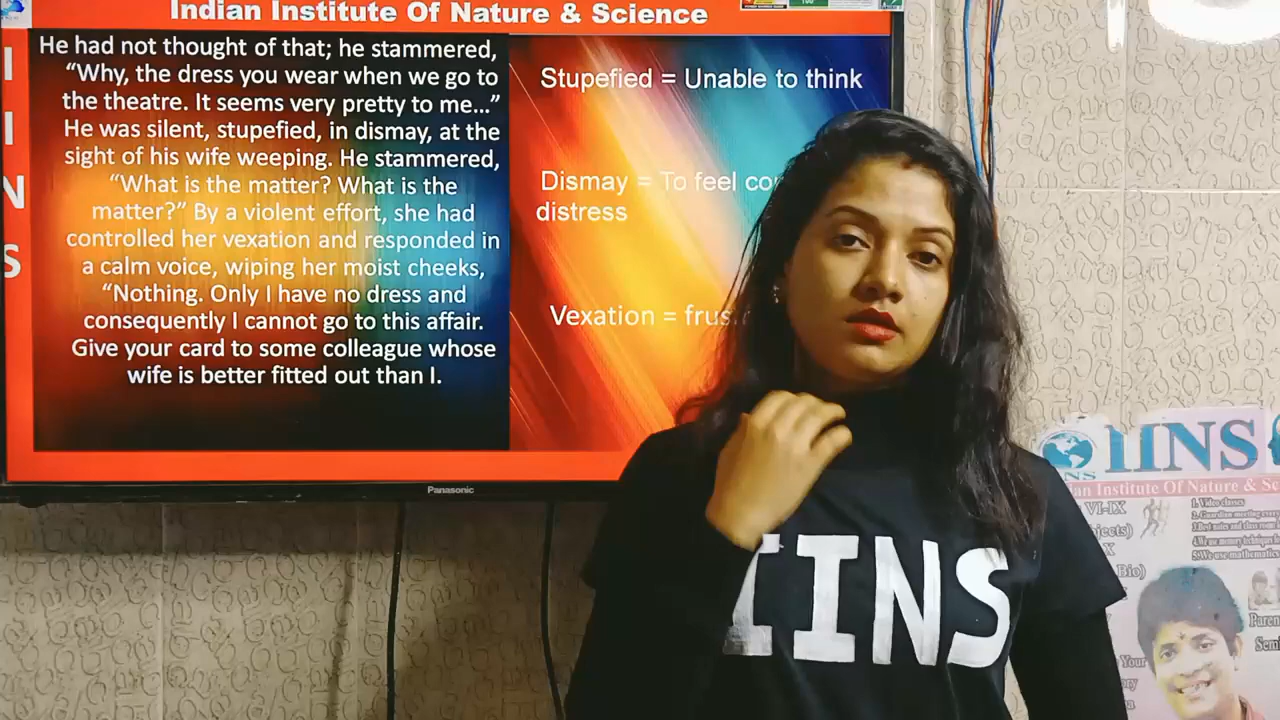 Indian Institute Of Nature & Science
I
I
N
S
He had not thought of that; he stammered,
“Why, the dress you wear when we go to
the theatre. It seems very pretty to me...”
He was silent, stupefied, in dismay, at the
sight of his wife weeping. He stammered,
“What is the matter? What is the
matter?” By a violent effort, she had
controlled her vexation and responded in
a calm voice, wiping her moist cheeks,
“Nothing. Only I have no dress and
consequently I cannot go to this affair.
Give your card to some colleague whose
wife is better fitted out than I.
Stupefied = Unable to think
Dismay = To feel
distress
Vexation =
Panasonic
IINS
IINS
Institute Of Nature &
VI-IX
1. Video classes
X
Bio)
Your